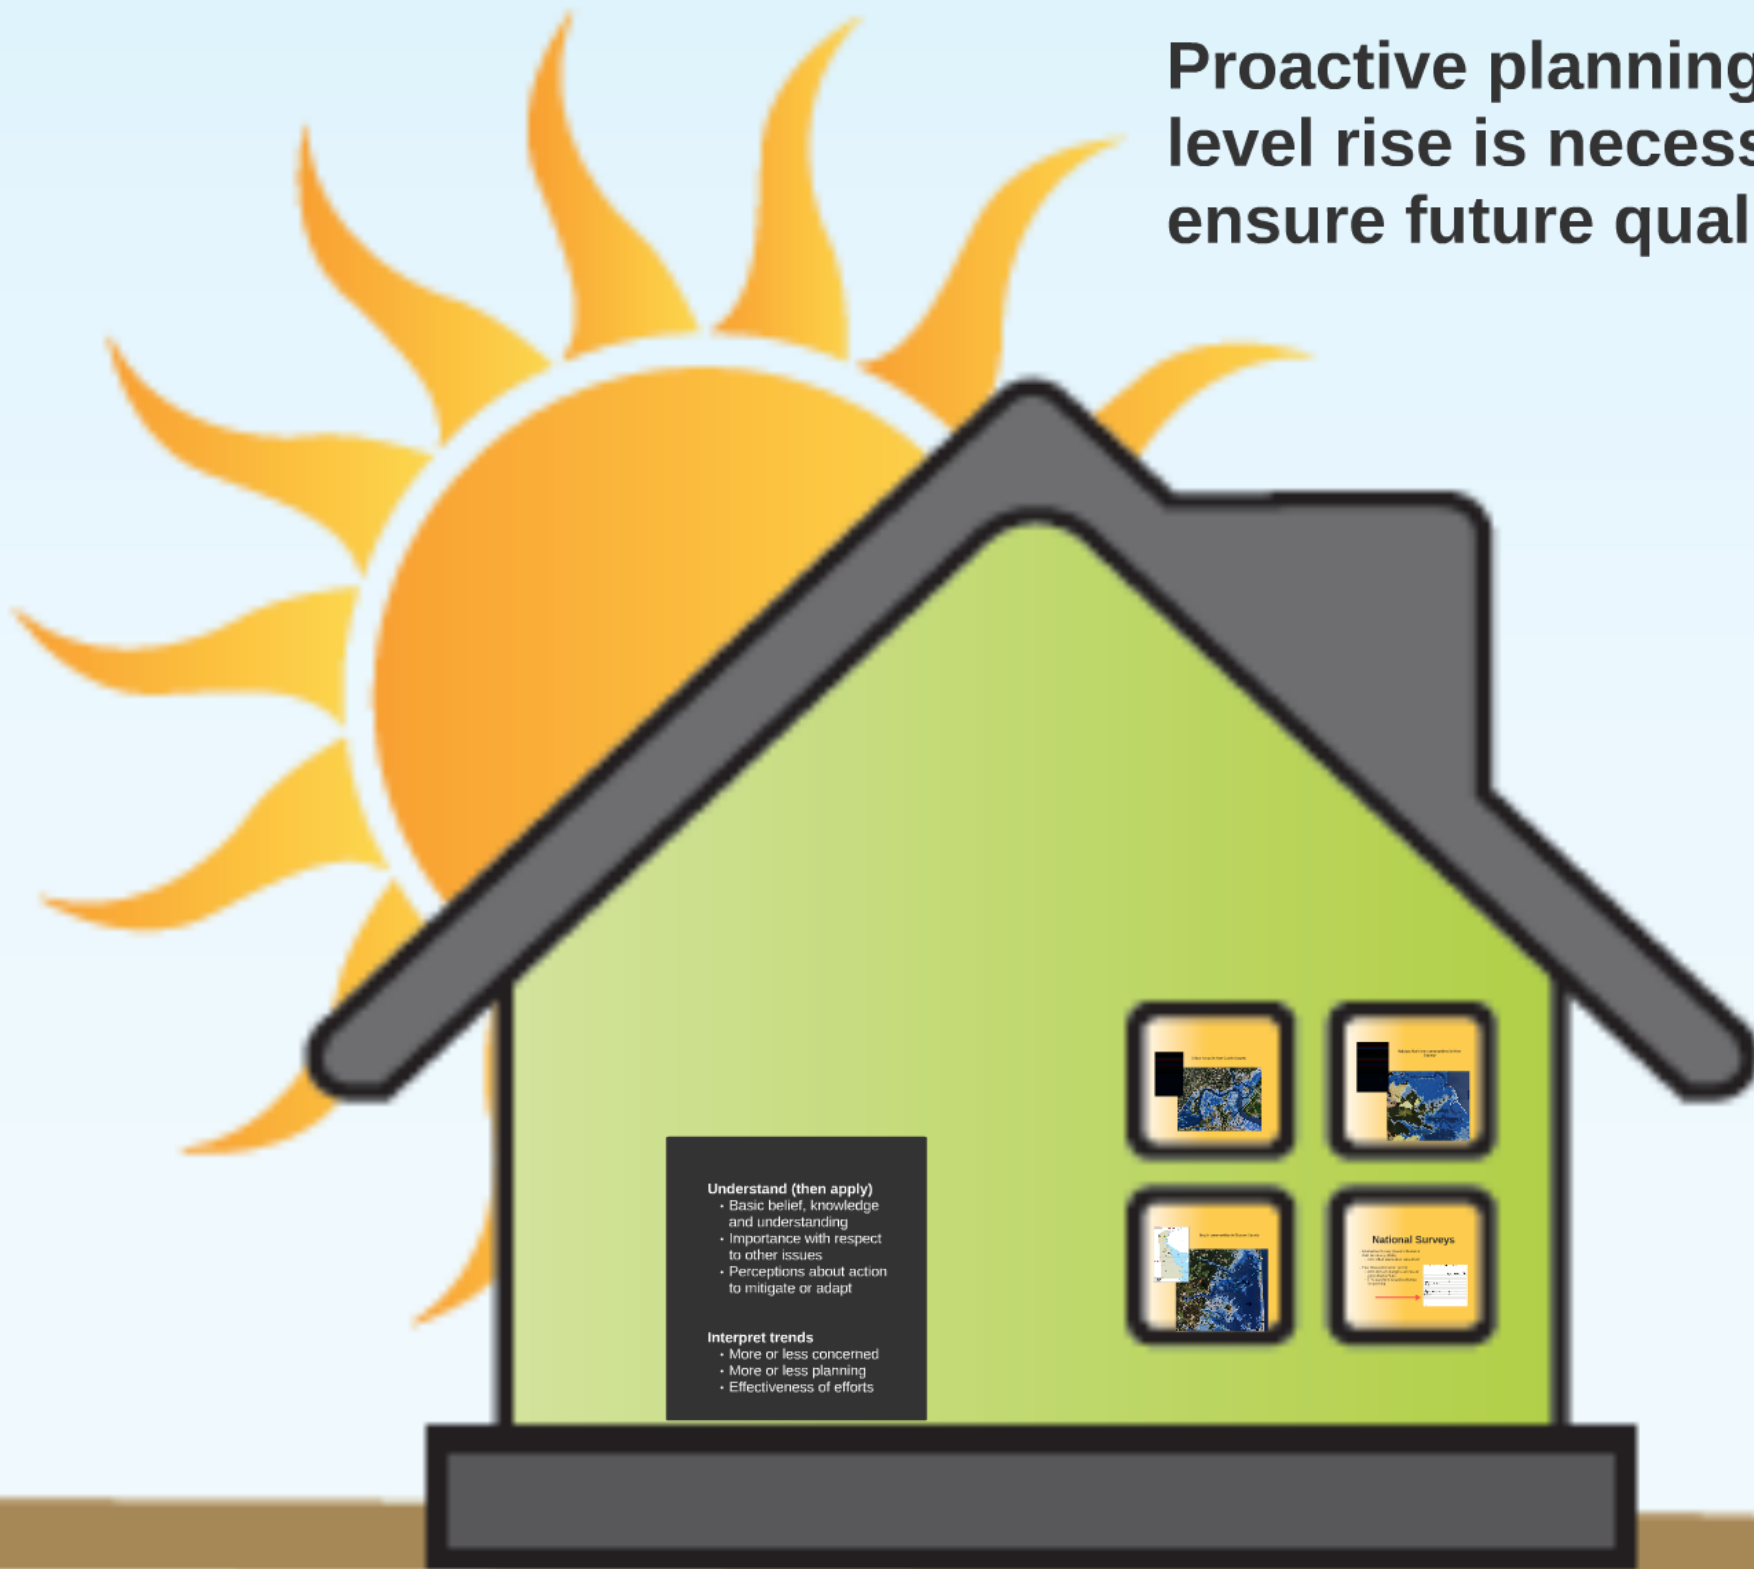 Proactive planning
level rise is necess
ensure future qual
Understand (then apply)
• Basic belief, knowledge
and understanding
• Importance with respect
to other issues
• Perceptions about action
to mitigate or adapt
Interpret trends
• More or less concerned
• More or less planning
• Effectiveness of efforts
National Surveys